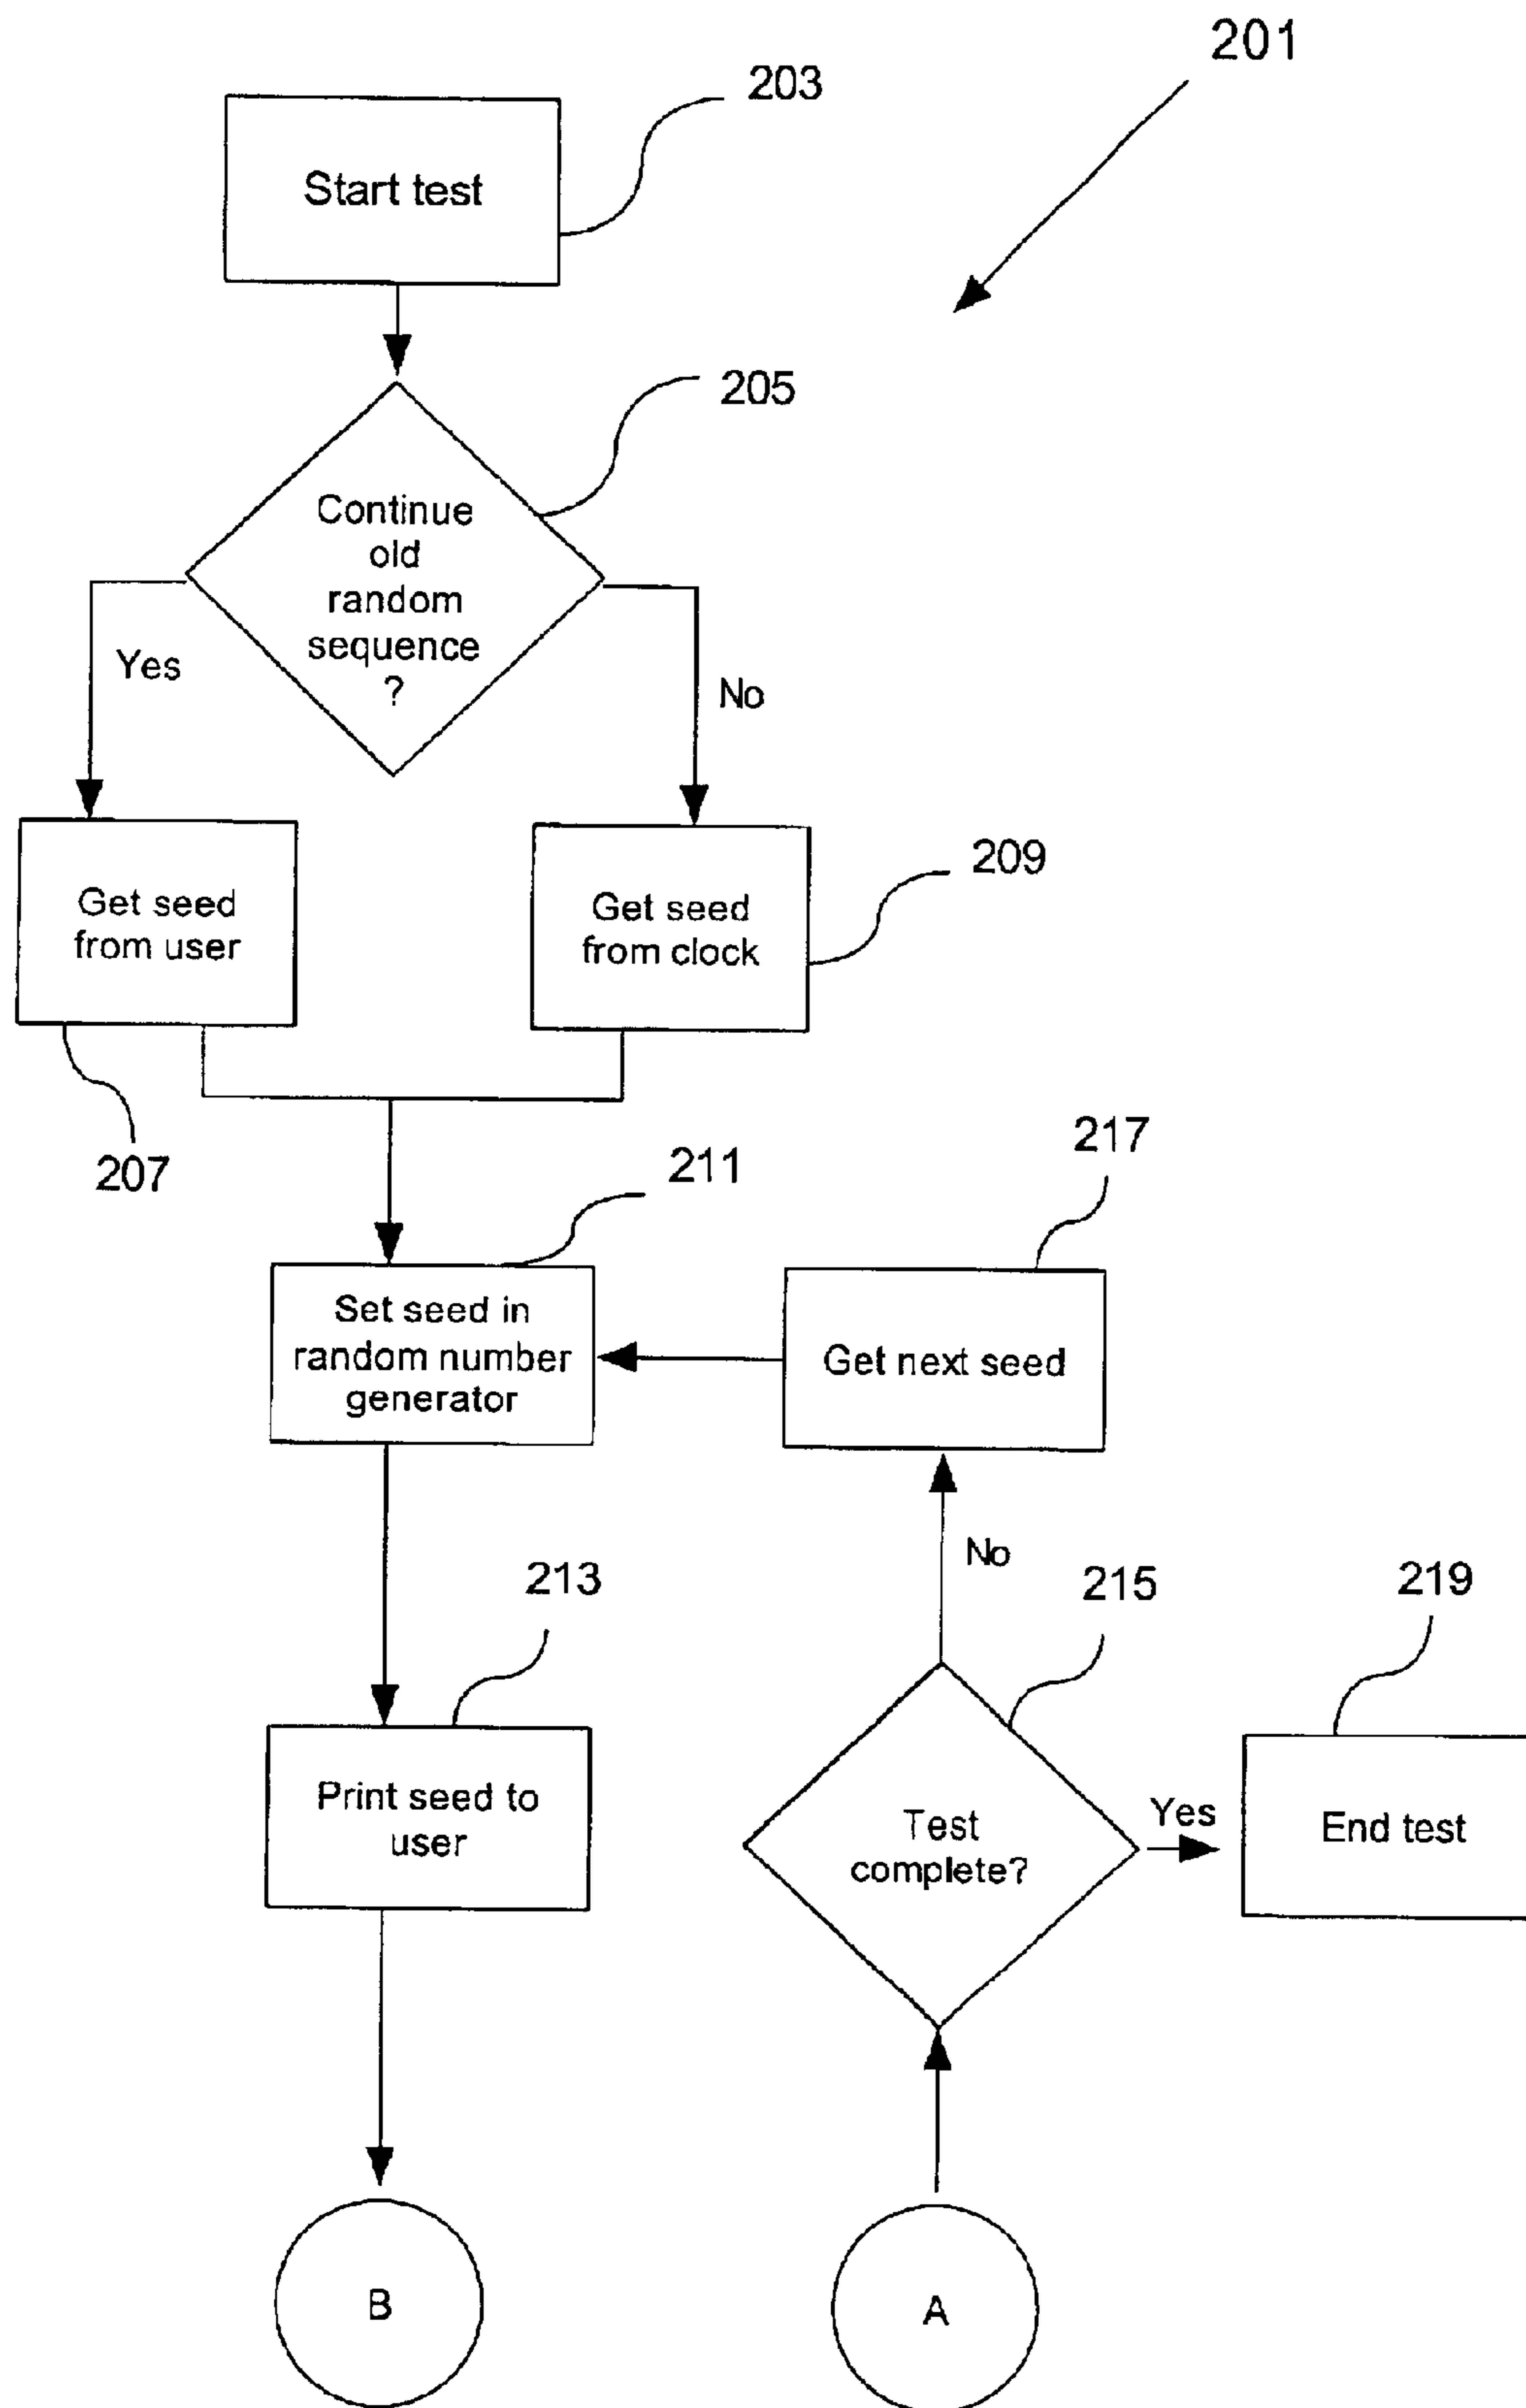 201
203
Start test
205
Continue
old
random
sequence
?
Yes
No
209
Get seed
from user
Get seed
from clock
207
211
217
Set seed in
random number
generator
Get next seed
No
213
215
219
Print seed to
user
Test
complete?
Yes
End test
B
A